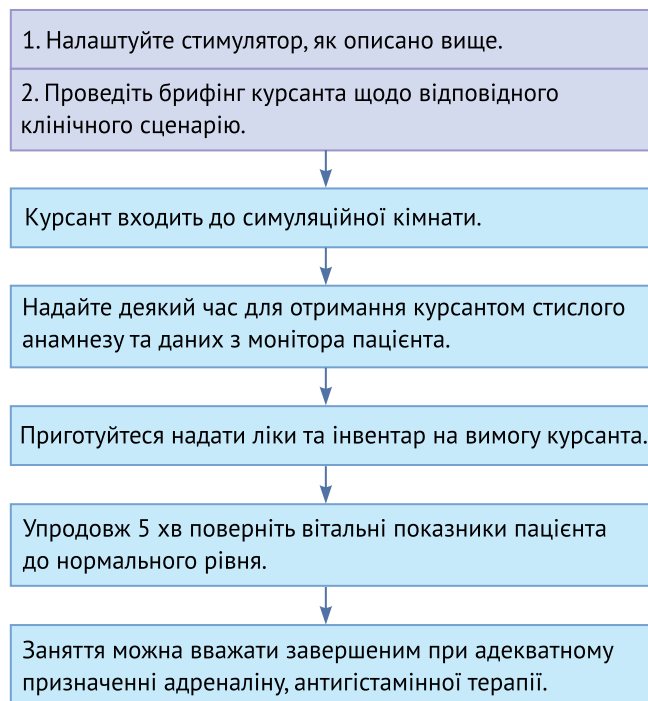 1. Налаштуйте стимулятор, як описано вище.
2. Проведіть брифінг курсанта щодо відповідного
клінічного сценарію.
Курсант входить до симуляційної кімнати.
Надайте деякий час для отримання курсантом стислого
анамнезу та даних з монітора пацієнта.
Приготуйтеся надати ліки та інвентар на вимогу курсанта.
Упродовж 5 хв поверніть вітальні показники пацієнта
до нормального рівня.
Заняття можна вважати завершеним при адекватному
призначенні адреналіну, антигістамінної терапії.